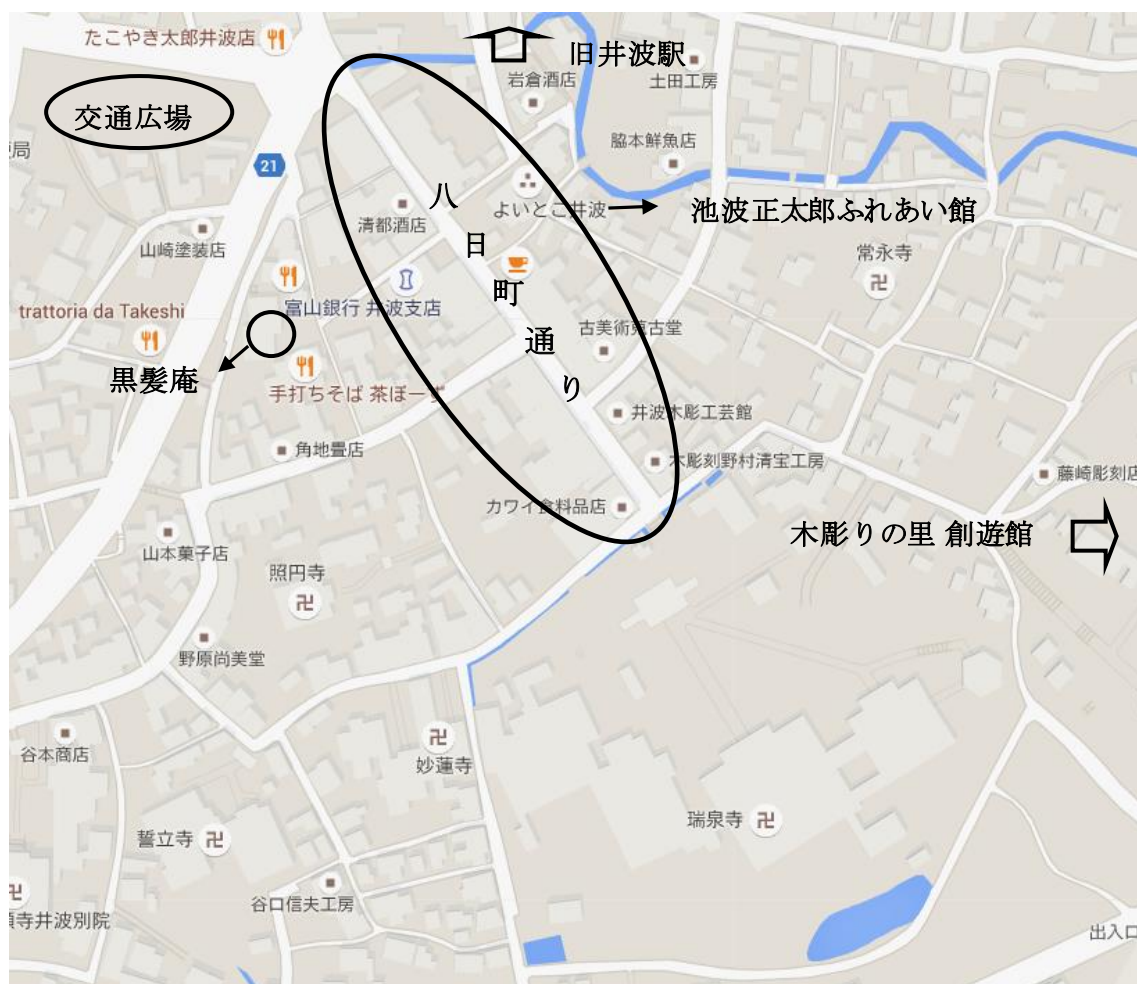 たこやき太郎井波店
旧井波駅
岩倉酒店
土田工房
交通広場
脇本鮮魚店
21
八日町通り
清都酒店
よいとこ井波
池波正太郎ふれあい館
山崎塗装店
常永寺
富山銀行 井波支店
trattoria da Takeshi
古美術蒐古堂
黒髪庵
手打ちそば 茶ぼーず
井波木彫工芸館
角地畳店
木彫刻野村清宝工房
藤崎彫刻店
カワイ食料品店
木彫りの里 創遊館
山本菓子店
照円寺
野原尚美堂
谷本商店
妙蓮寺
瑞泉寺
誓立寺
谷口信夫工房
寺井波別院
出入口